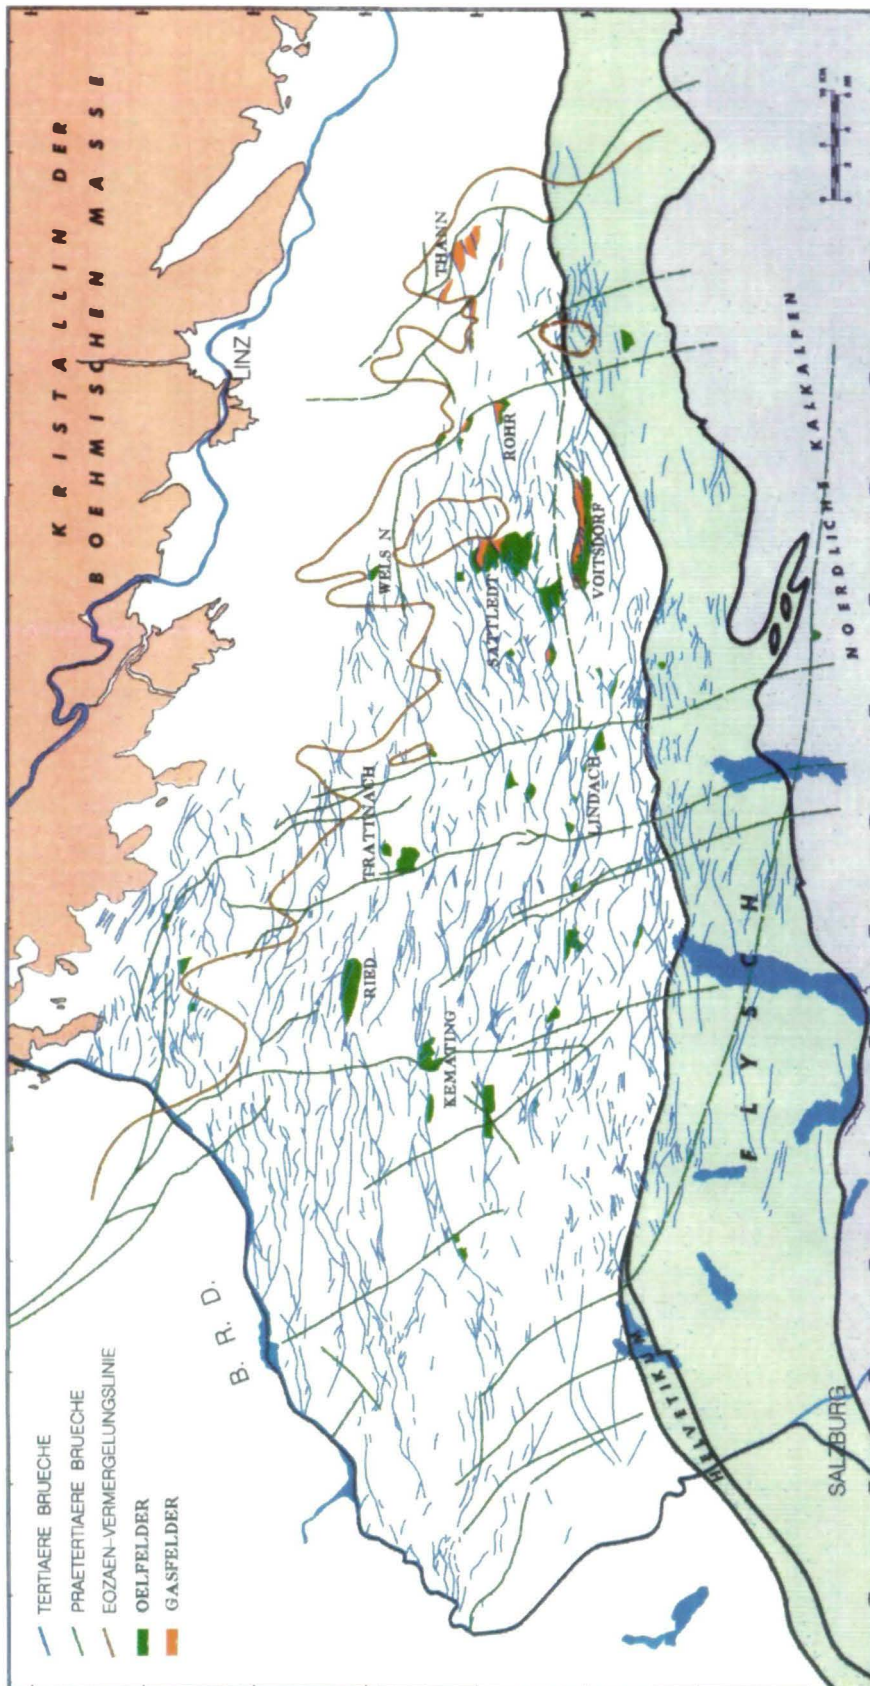 TERTIAERE BRUECHE
PRAETERTIAERE BRUECHE
EOZAEN-VERMERGELUNGSLINIE
OELFELDER
GASFELDER
B. R. D.
KRISTALLIN DER
BOEHMISCHEN MASSE
LINZ
THANN
ROHR
WELS N
SATTLEDT
VOITSDORF
TRATTNACH
LINDACH
RIED
KEMATING
HELVETIKUM
FLYSCH
SALZBURG
NOERDLICHE KALKALPEN